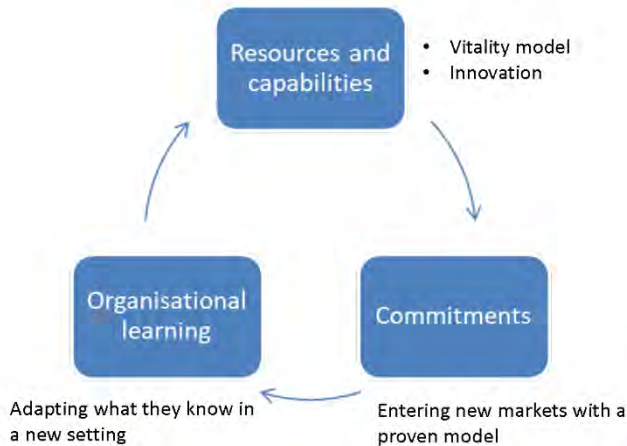 Resources and
capabilities
• Vitality model
• Innovation
Organisational
learning
Commitments
Adapting what they know in
a new setting
Entering new markets with a
proven model